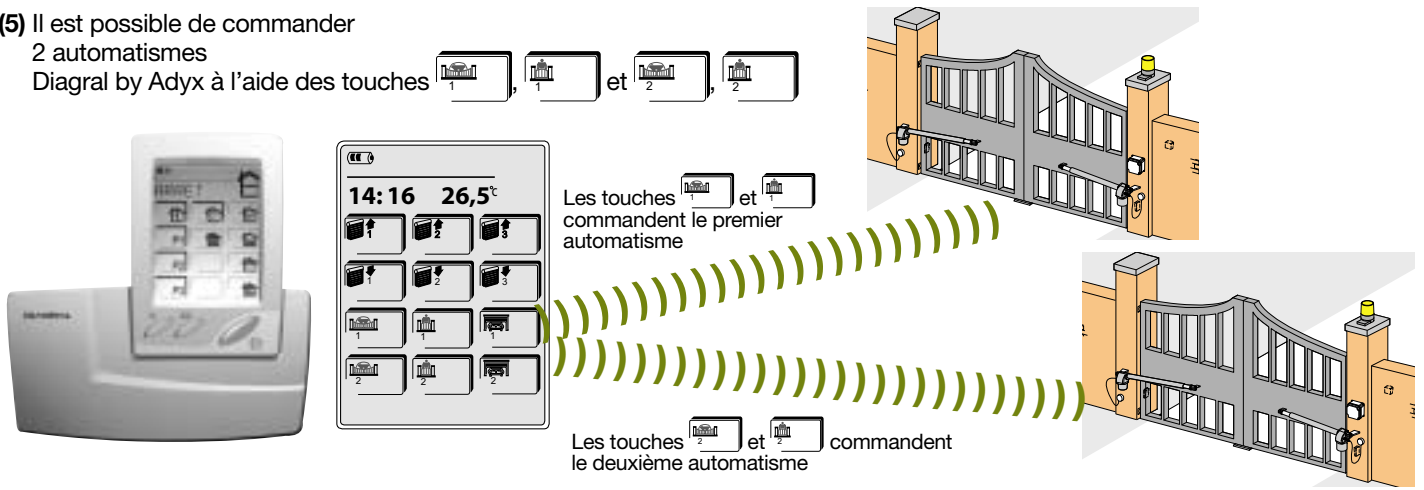 (5) Il est possible de commander
2 automatismes
Diagral by Adyx à l'aide des touches 1, 1 et 2, 2
14:16 26,5°C
1 2 3
1 2 3
1 1 1
2 2 2
Les touches 1 et 1
commandent le premier
automatisme
Les touches 2 et 2 commandent
le deuxième automatisme